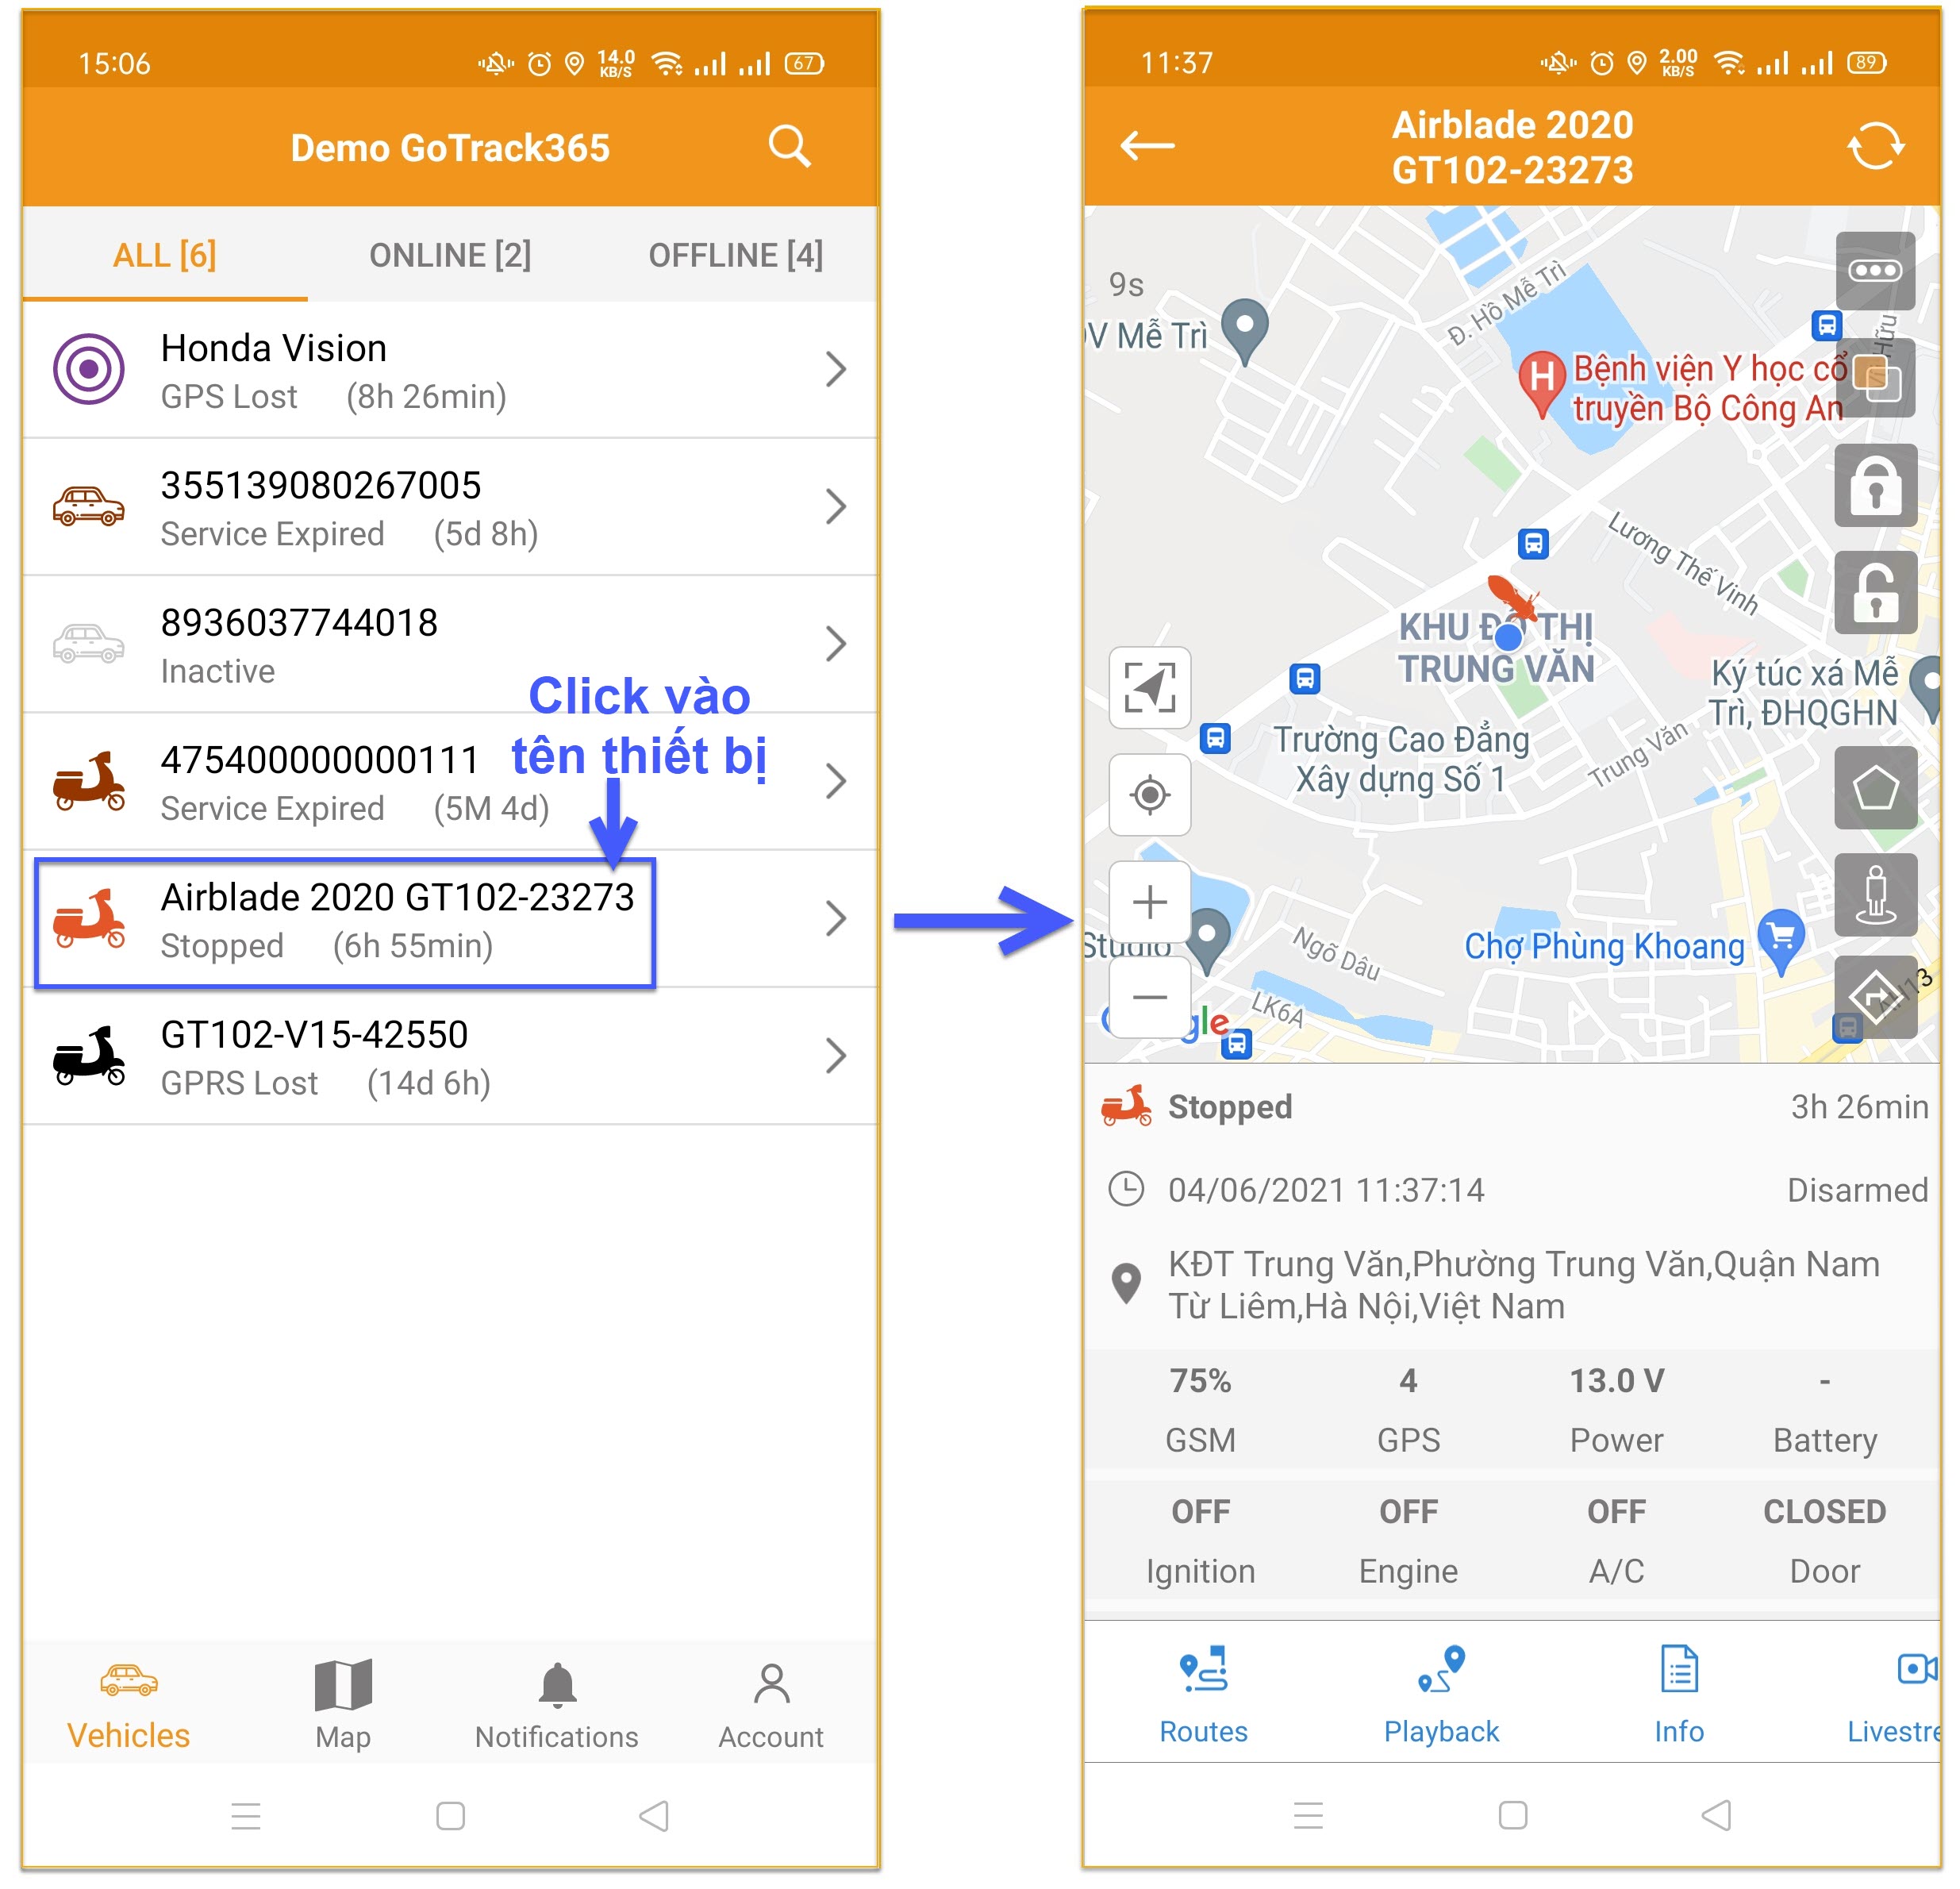 15:06
14.0
KB/S
67
Demo GoTrack365
ALL [6]
ONLINE [2]
OFFLINE [4]
Honda Vision
GPS Lost (8h 26min)
355139080267005
Service Expired (5d 8h)
8936037744018
Inactive
Click vào
tên thiết bị
475400000000111
Service Expired (5M 4d)
Airblade 2020 GT102-23273
Stopped (6h 55min)
GT102-V15-42550
GPRS Lost (14d 6h)
Vehicles
Map
Notifications
Account
11:37
2.00
KB/S
89
Airblade 2020
GT102-23273
9s
Đ. Hồ Mễ Trì
V Mễ Trì
Hữu
H
Bệnh viện Y học cổ
truyền Bộ Công An
Lương Thế Vinh
KHU ĐÔ THỊ
TRUNG VĂN
Ký túc xá Mễ
Trì, ĐHQGHN
Trường Cao Đẳng
Xây dựng Số 1
Trung Văn
Studio
Ngõ Dâu
Chợ Phùng Khoang
LK6A
AH13
Stopped
3h 26min
04/06/2021 11:37:14
Disarmed
KĐT Trung Văn,Phường Trung Văn,Quận Nam
Từ Liêm,Hà Nội,Việt Nam
75%
4
13.0 V
-
GSM
GPS
Power
Battery
OFF
OFF
OFF
CLOSED
Ignition
Engine
A/C
Door
Routes
Playback
Info
Livestre